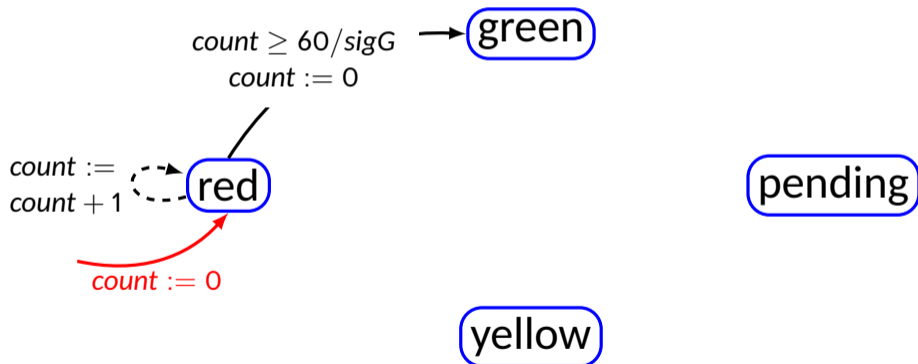 green
count ≥ 60/sigG
count := 0
count :=
count + 1
red
pending
count := 0
yellow